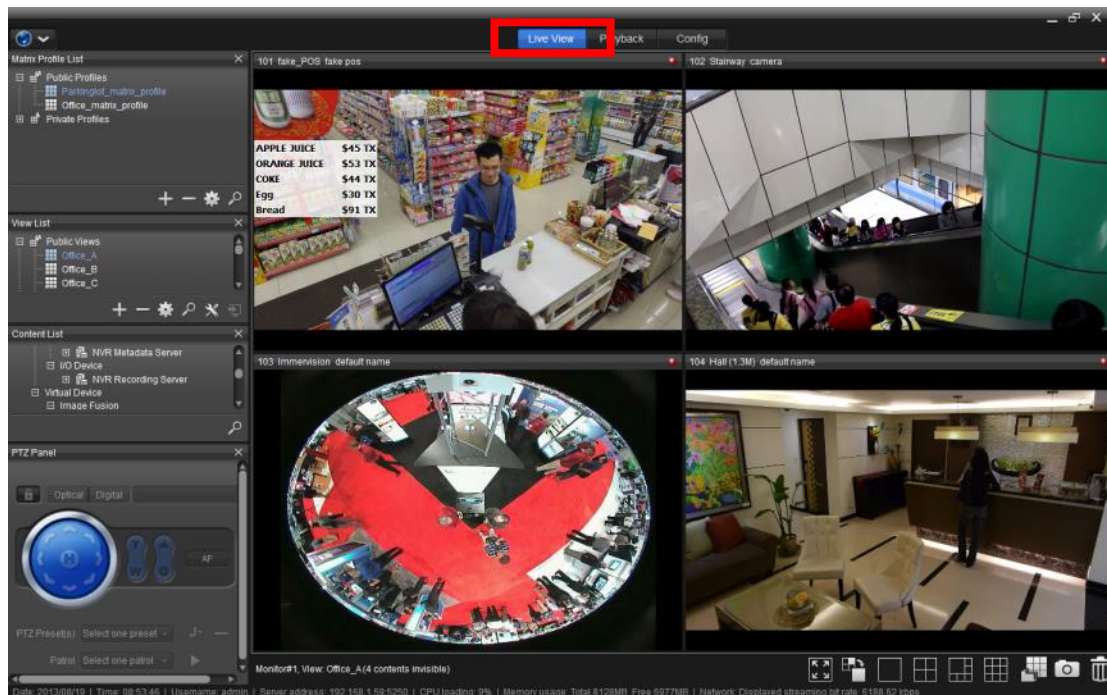 Live View Playback Config
Matrix Profile List
Public Profiles
Parkinglot_matrix_profile
Office_matrix_profile
Private Profiles
View List
Public Views
Office_A
Office_B
Office_C
Content List
NVR Metadata Server
I/O Device
NVR Recording Server
Virtual Device
Image Fusion
PTZ Panel
Optical Digital
T
W
AF
PTZ Preset(s) Select one preset
Patrol Select one patrol
101 fake_POS fake pos
APPLE JUICE $45 TX
ORANGE JUICE $53 TX
COKE $44 TX
Egg $30 TX
Bread $91 TX
102 Stairway camera
103 Immervision default name
104 Hall (1.3M) default name
Monitor#1, View: Office_A (4 contents invisible)
Date: 2013/08/19 | Time: 08:53:46 | Username: admin | Server address: 192.168.1.59:5250 | CPU loading: 9% | Memory usage: Total 8128MB, Free 5977MB | Network: Displayed streaming bit rate: 6188.62 kbps